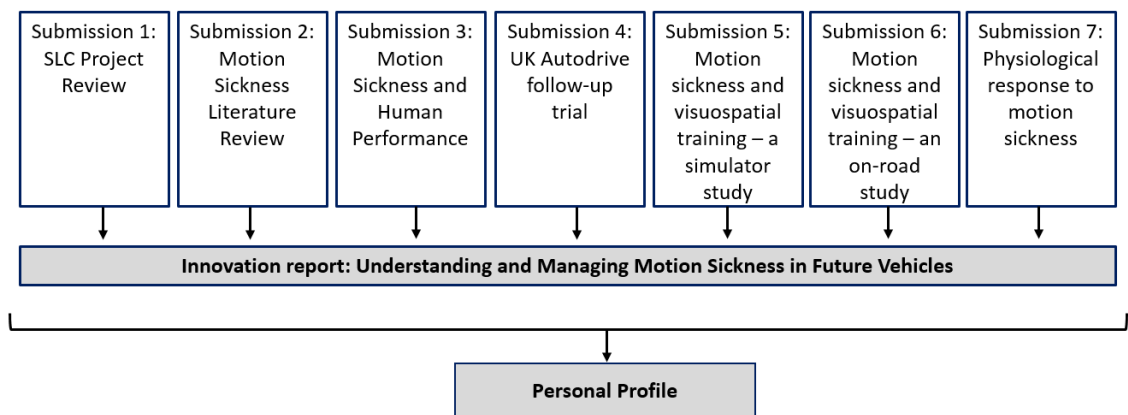 Submission 1:
SLC Project
Review
Submission 2:
Motion
Sickness
Literature
Review
Submission 3:
Motion
Sickness and
Human
Performance
Submission 4:
UK Autodrive
follow-up
trial
Submission 5:
Motion
sickness and
visuospatial
training – a
simulator
study
Submission 6:
Motion
sickness and
visuospatial
training – an
on-road
study
Submission 7:
Physiological
response to
motion
sickness
Innovation report: Understanding and Managing Motion Sickness in Future Vehicles
Personal Profile